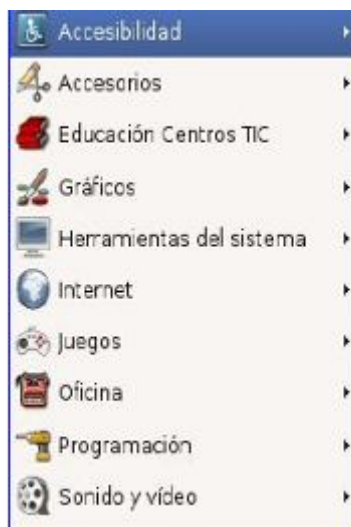 Accesibilidad
Accesorios
Educación Centros TIC
Gráficos
Herramientas del sistema
Internet
Juegos
Oficina
Programación
Sonido y vídeo